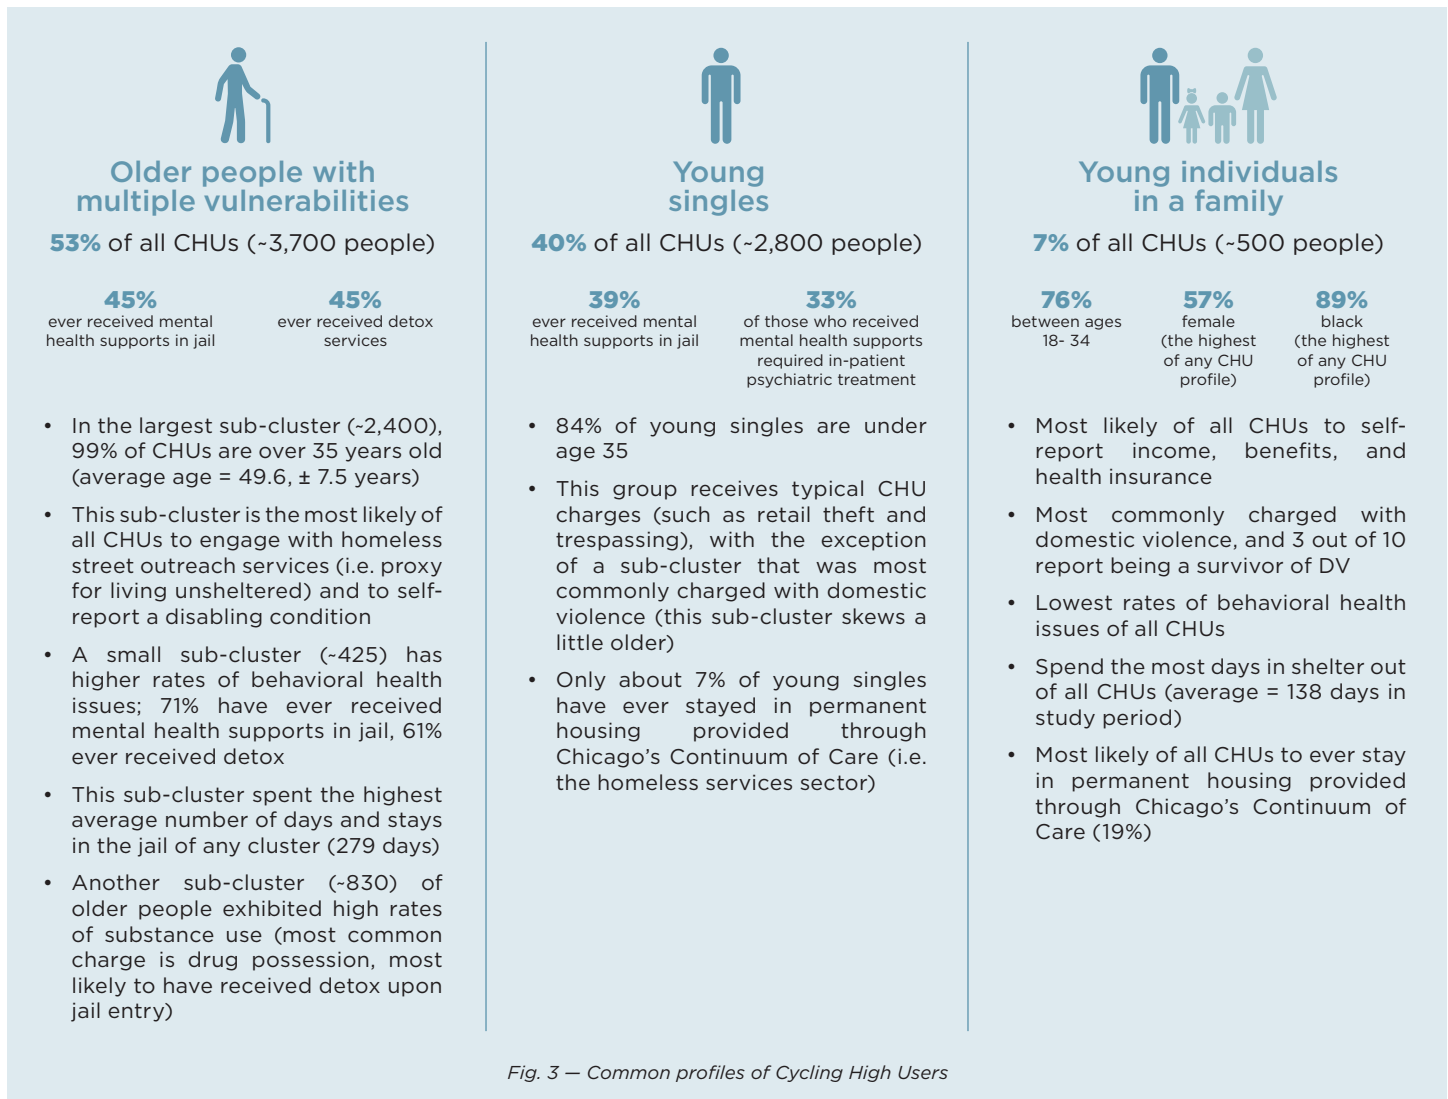 Older people with
multiple vulnerabilities
53% of all CHUs (~3,700 people)
45%
ever received mental
health supports in jail
45%
ever received detox
services
• In the largest sub-cluster (~2,400),
99% of CHUs are over 35 years old
(average age = 49.6, ± 7.5 years)
• This sub-cluster is the most likely of
all CHUs to engage with homeless
street outreach services (i.e. proxy
for living unsheltered) and to self-
report a disabling condition
• A small sub-cluster (~425) has
higher rates of behavioral health
issues; 71% have ever received
mental health supports in jail, 61%
ever received detox
• This sub-cluster spent the highest
average number of days and stays
in the jail of any cluster (279 days)
• Another sub-cluster (~830) of
older people exhibited high rates
of substance use (most common
charge is drug possession, most
likely to have received detox upon
jail entry)
Young
singles
40% of all CHUs (~2,800 people)
39%
ever received mental
health supports in jail
33%
of those who received
mental health supports
required in-patient
psychiatric treatment
• 84% of young singles are under
age 35
• This group receives typical CHU
charges (such as retail theft and
trespassing), with the exception
of a sub-cluster that was most
commonly charged with domestic
violence (this sub-cluster skews a
little older)
• Only about 7% of young singles
have ever stayed in permanent
housing provided through
Chicago's Continuum of Care (i.e.
the homeless services sector)
Young individuals
in a family
7% of all CHUs (~500 people)
76%
between ages
18- 34
57%
female
(the highest
of any CHU
profile)
89%
black
(the highest
of any CHU
profile)
• Most likely of all CHUs to self-
report income, benefits, and
health insurance
• Most commonly charged with
domestic violence, and 3 out of 10
report being a survivor of DV
• Lowest rates of behavioral health
issues of all CHUs
• Spend the most days in shelter out
of all CHUs (average = 138 days in
study period)
• Most likely of all CHUs to ever stay
in permanent housing provided
through Chicago's Continuum of
Care (19%)
Fig. 3 — Common profiles of Cycling High Users